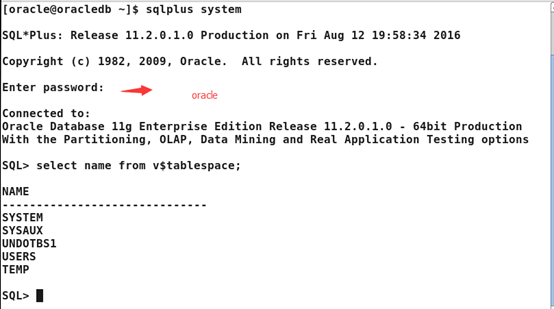 [oracle@oracledb ~]$ sqlplus system
SQL*Plus: Release 11.2.0.1.0 Production on Fri Aug 12 19:58:34 2016
Copyright (c) 1982, 2009, Oracle.  All rights reserved.
Enter password:
oracle
Connected to:
Oracle Database 11g Enterprise Edition Release 11.2.0.1.0 - 64bit Production
With the Partitioning, OLAP, Data Mining and Real Application Testing options
SQL> select name from v$tablespace;
NAME
------------------------------
SYSTEM
SYSAUX
UNDOTBS1
USERS
TEMP
SQL>